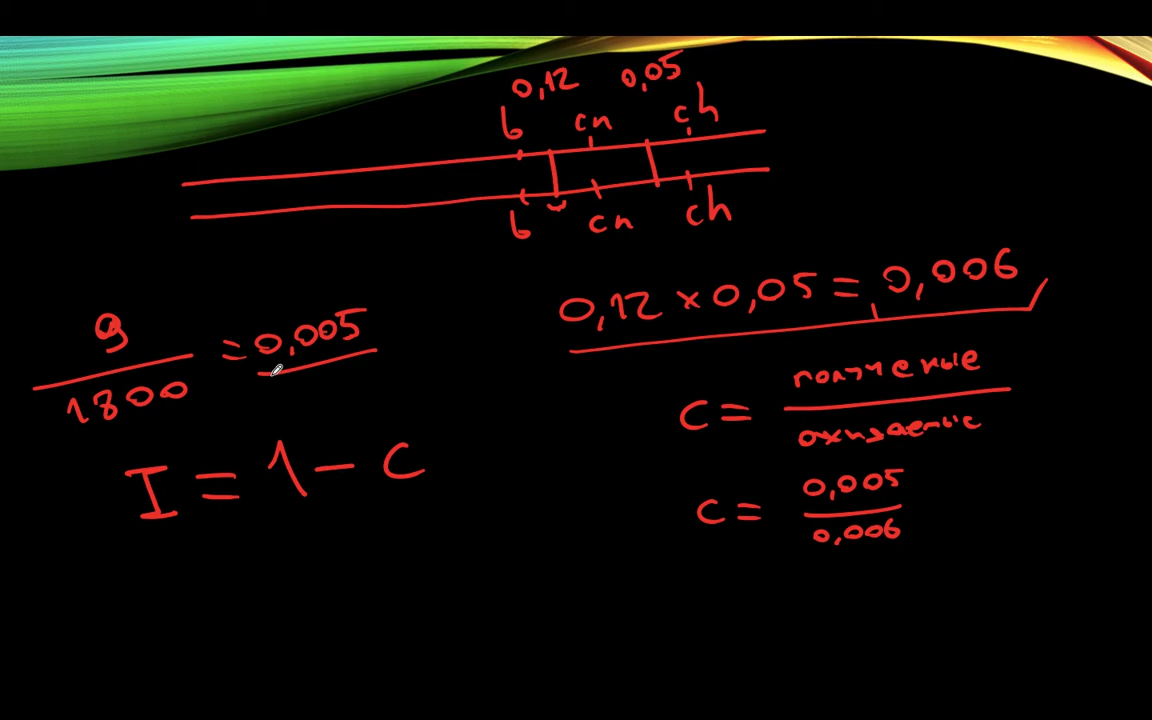 0,12 0,05
b cn ch
b cn ch
0,12 × 0,05 = 0,006
9
1800
= 0,005
I = 1 - C
C = полученые
ожидаемые
C = 0,005
0,006